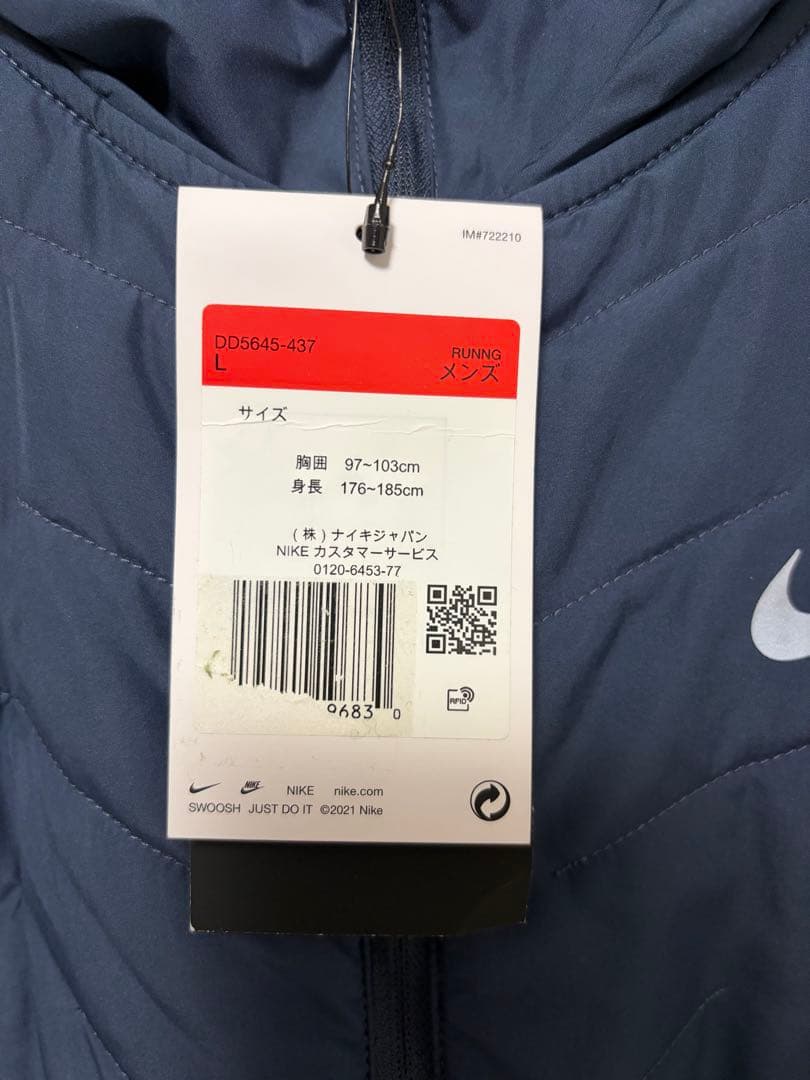 IM#722210
DD5645-437
L
RUNNG
メンズ
サイズ
胸囲 97~103cm
身長 176~185cm
(株)ナイキジャパン
NIKE カスタマーサービス
0120-6453-77
9683 0
RFID
NIKE NIKE nike.com
SWOOSH JUST DO IT ©2021 Nike